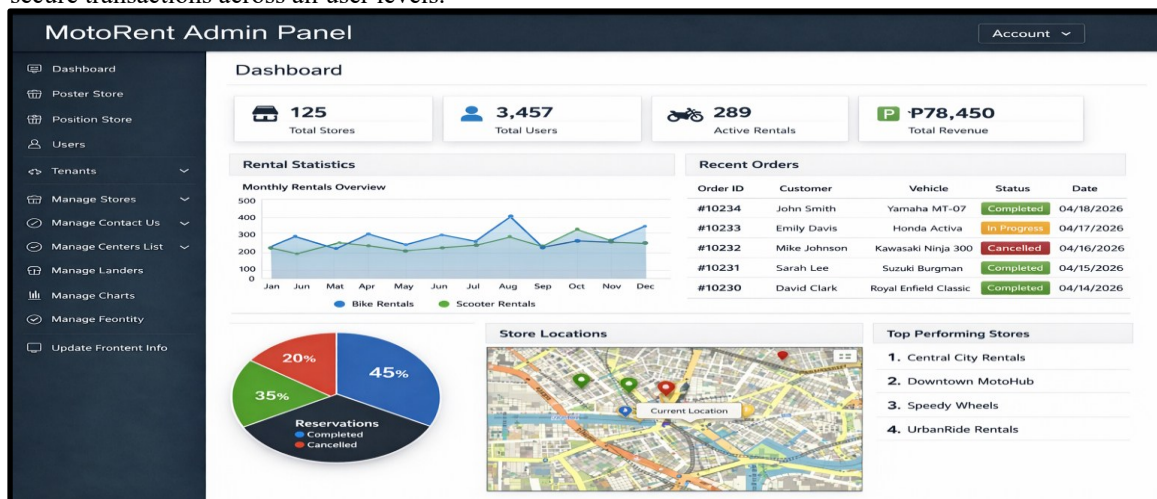 secure transactions across all user levels.
MotoRent Admin Panel
Account
Dashboard
Poster Store
Position Store
Users
Tenants
Manage Stores
Manage Contact Us
Manage Centers List
Manage Landers
Manage Charts
Manage Feontity
Update Frontent Info
Dashboard
125
Total Stores
3,457
Total Users
289
Active Rentals
P ₱78,450
Total Revenue
Rental Statistics
Monthly Rentals Overview
500
400
300
200
100
0
Jan Jun Mat Apr May Jun Jul Aug Sep Oct Nov Dec
Bike Rentals Scooter Rentals
Recent Orders
Order ID Customer Vehicle Status Date
#10234 John Smith Yamaha MT-07 Completed 04/18/2026
#10233 Emily Davis Honda Activa In Progress 04/17/2026
#10232 Mike Johnson Kawasaki Ninja 300 Cancelled 04/16/2026
#10231 Sarah Lee Suzuki Burgman Completed 04/15/2026
#10230 David Clark Royal Enfield Classic Completed 04/14/2026
20%
45%
35%
Reservations
Completed
Cancelled
Store Locations
Current Location
Top Performing Stores
1. Central City Rentals
2. Downtown MotoHub
3. Speedy Wheels
4. UrbanRide Rentals